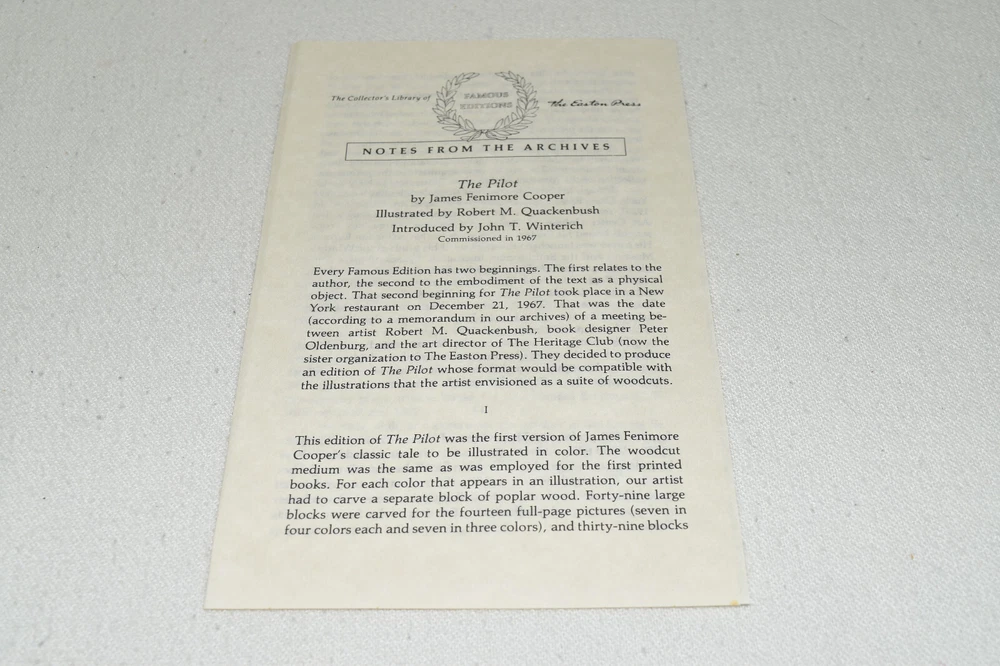 The Collector's Library of
FAMOUS
EDITIONS
the Easton Press
NOTES FROM THE ARCHIVES
The Pilot
by James Fenimore Cooper
Illustrated by Robert M. Quackenbush
Introduced by John T. Winterich
Commissioned in 1967
Every Famous Edition has two beginnings. The first relates to the
author, the second to the embodiment of the text as a physical
object. That second beginning for The Pilot took place in a New
York restaurant on December 21, 1967. That was the date
(according to a memorandum in our archives) of a meeting be-
tween artist Robert M. Quackenbush, book designer Peter
Oldenburg, and the art director of The Heritage Club (now the
sister organization to The Easton Press). They decided to produce
an edition of The Pilot whose format would be compatible with
the illustrations that the artist envisioned as a suite of woodcuts.
I
This edition of The Pilot was the first version of James Fenimore
Cooper's classic tale to be illustrated in color. The woodcut
medium was the same as was employed for the first printed
books. For each color that appears in an illustration, our artist
had to carve a separate block of poplar wood. Forty-nine large
blocks were carved for the fourteen full-page pictures (seven in
four colors each and seven in three colors), and thirty-nine blocks